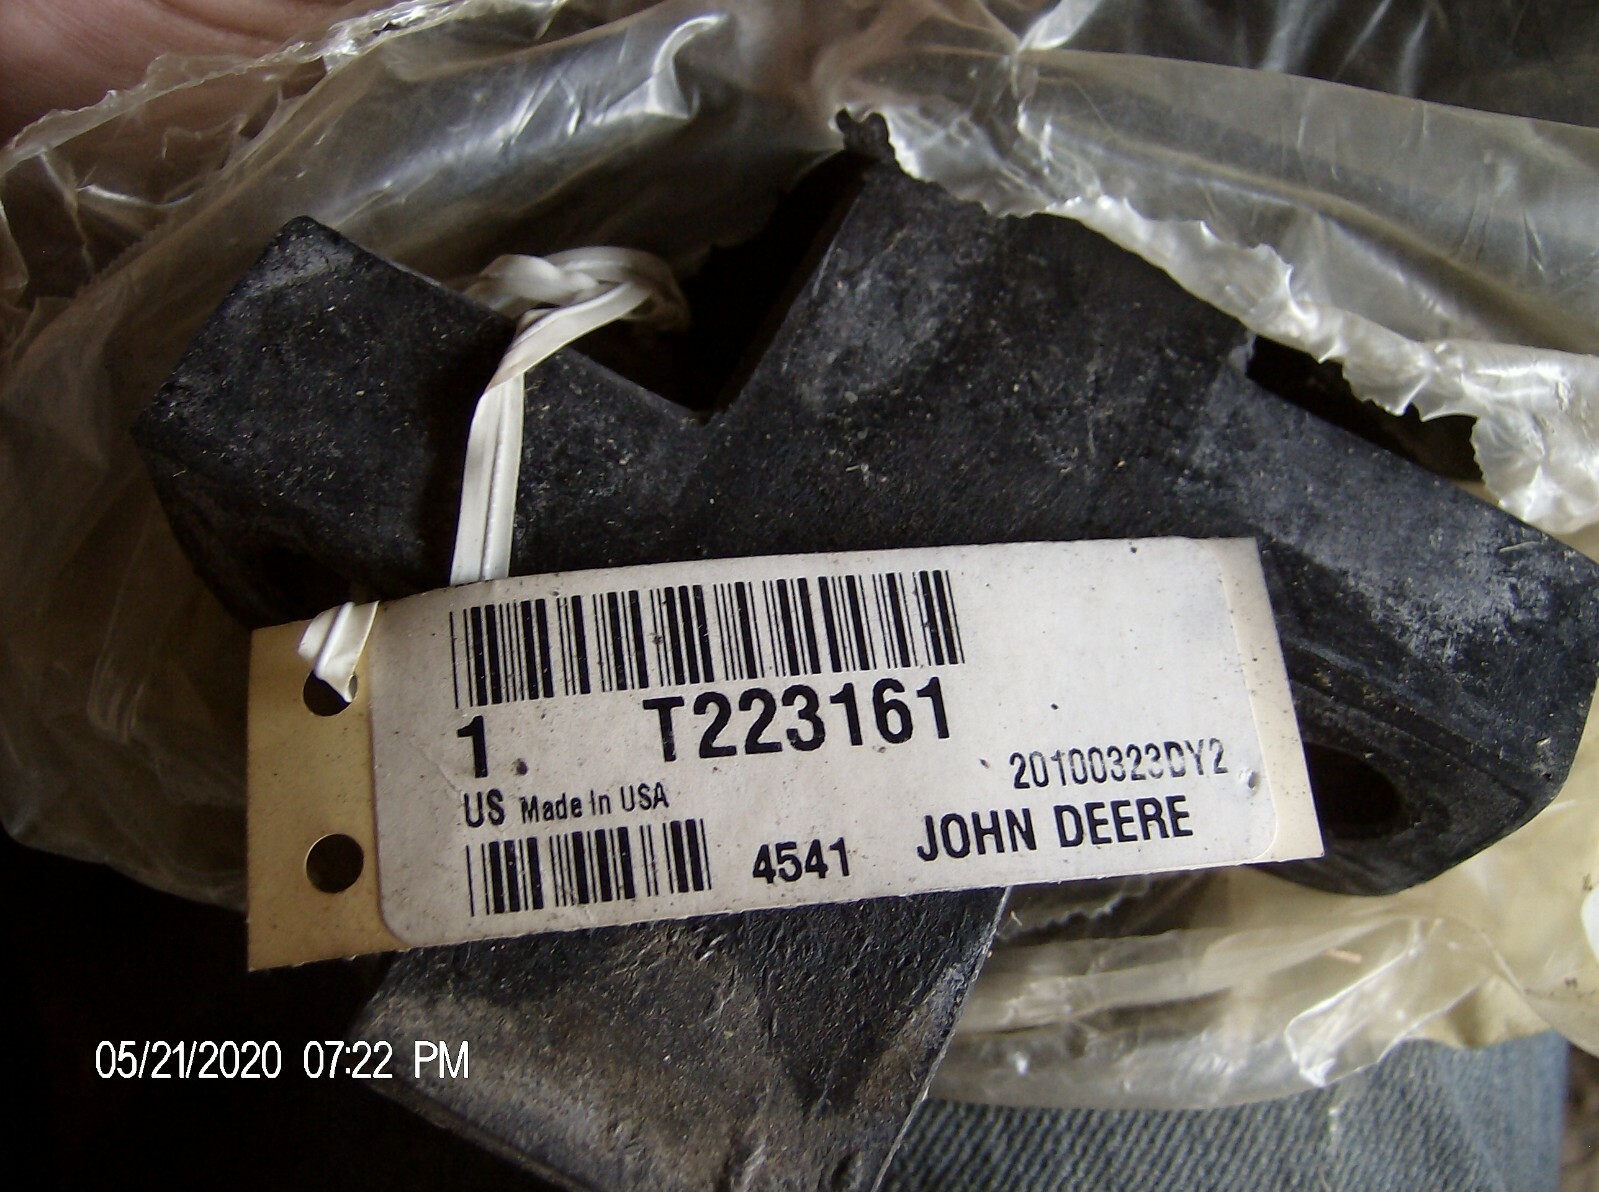 1. T223161
20100323DY2
US Made In USA
4541 JOHN DEERE
05/21/2020 07:22 PM